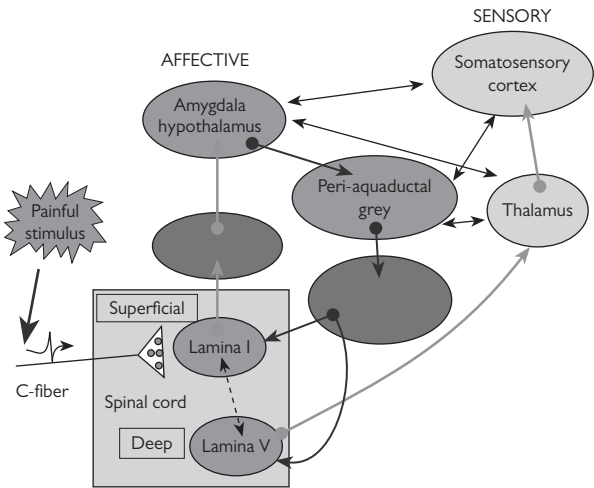 SENSORY
Somatosensory
cortex
AFFECTIVE
Amygdala
hypothalamus
Peri-aquaductal
grey
Thalamus
Painful
stimulus
Superficial
Lamina I
C-fiber
Spinal cord
Deep
Lamina V